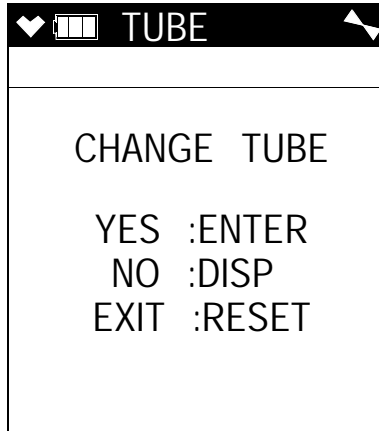 TUBE
CHANGE TUBE
YES :ENTER
NO :DISP
EXIT :RESET